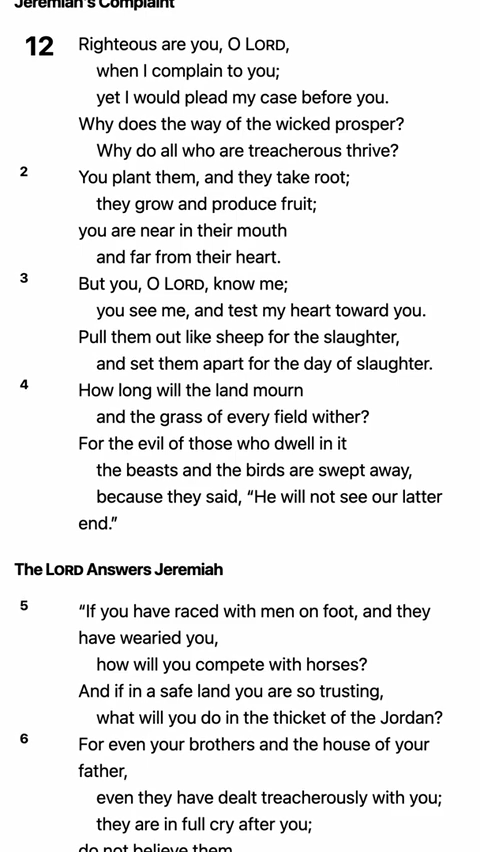 Jeremiah's Complaint
12 Righteous are you, O LORD,
when I complain to you;
yet I would plead my case before you.
Why does the way of the wicked prosper?
Why do all who are treacherous thrive?
2 You plant them, and they take root;
they grow and produce fruit;
you are near in their mouth
and far from their heart.
3 But you, O LORD, know me;
you see me, and test my heart toward you.
Pull them out like sheep for the slaughter,
and set them apart for the day of slaughter.
4 How long will the land mourn
and the grass of every field wither?
For the evil of those who dwell in it
the beasts and the birds are swept away,
because they said, “He will not see our latter
end.”
The LORD Answers Jeremiah
5 “If you have raced with men on foot, and they
have wearied you,
how will you compete with horses?
And if in a safe land you are so trusting,
what will you do in the thicket of the Jordan?
6 For even your brothers and the house of your
father,
even they have dealt treacherously with you;
they are in full cry after you;
do not believe them